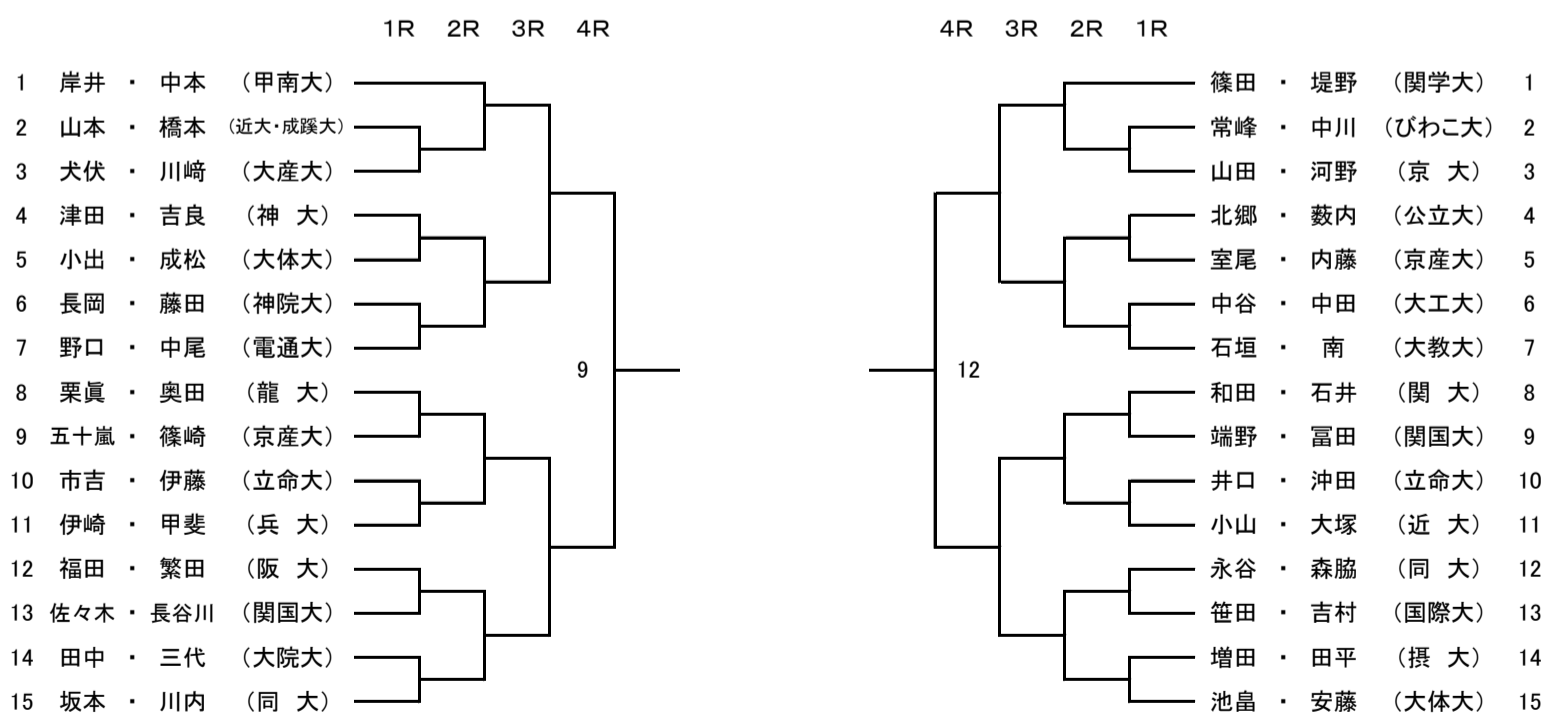 1R 2R 3R 4R 4R 3R 2R 1R
1 岸井 ・ 中本 (甲南大) 篠田 ・ 堤野 (関学大) 1
2 山本 ・ 橋本 (近大・成蹊大) 常峰 ・ 中川 (びわこ大) 2
3 犬伏 ・ 川﨑 (大産大) 山田 ・ 河野 (京 大) 3
4 津田 ・ 吉良 (神 大) 北郷 ・ 薮内 (公立大) 4
5 小出 ・ 成松 (大体大) 室尾 ・ 内藤 (京産大) 5
6 長岡 ・ 藤田 (神院大) 中谷 ・ 中田 (大工大) 6
7 野口 ・ 中尾 (電通大) 石垣 ・ 南 (大教大) 7
9 12
8 栗眞 ・ 奥田 (龍 大) 和田 ・ 石井 (関 大) 8
9 五十嵐 ・ 篠崎 (京産大) 端野 ・ 冨田 (関国大) 9
10 市吉 ・ 伊藤 (立命大) 井口 ・ 沖田 (立命大) 10
11 伊崎 ・ 甲斐 (兵 大) 小山 ・ 大塚 (近 大) 11
12 福田 ・ 繁田 (阪 大) 永谷 ・ 森脇 (同 大) 12
13 佐々木 ・ 長谷川 (関国大) 笹田 ・ 吉村 (国際大) 13
14 田中 ・ 三代 (大院大) 増田 ・ 田平 (摂 大) 14
15 坂本 ・ 川内 (同 大) 池畠 ・ 安藤 (大体大) 15